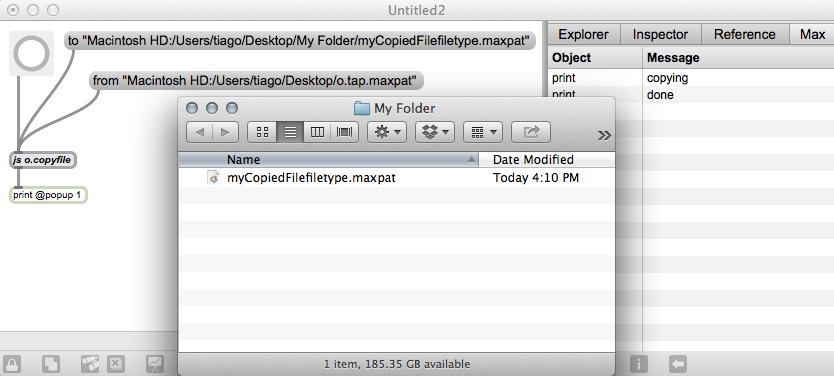 Untitled2
to "Macintosh HD:/Users/tiago/Desktop/My Folder/myCopiedFilefiletype.maxpat"
from "Macintosh HD:/Users/tiago/Desktop/o.tap.maxpat"
js o.copyfile
print @popup 1
Explorer Inspector Reference Max
Object Message
print copying
print done
My Folder
Name Date Modified
myCopiedFilefiletype.maxpat Today 4:10 PM
1 item, 185.35 GB available